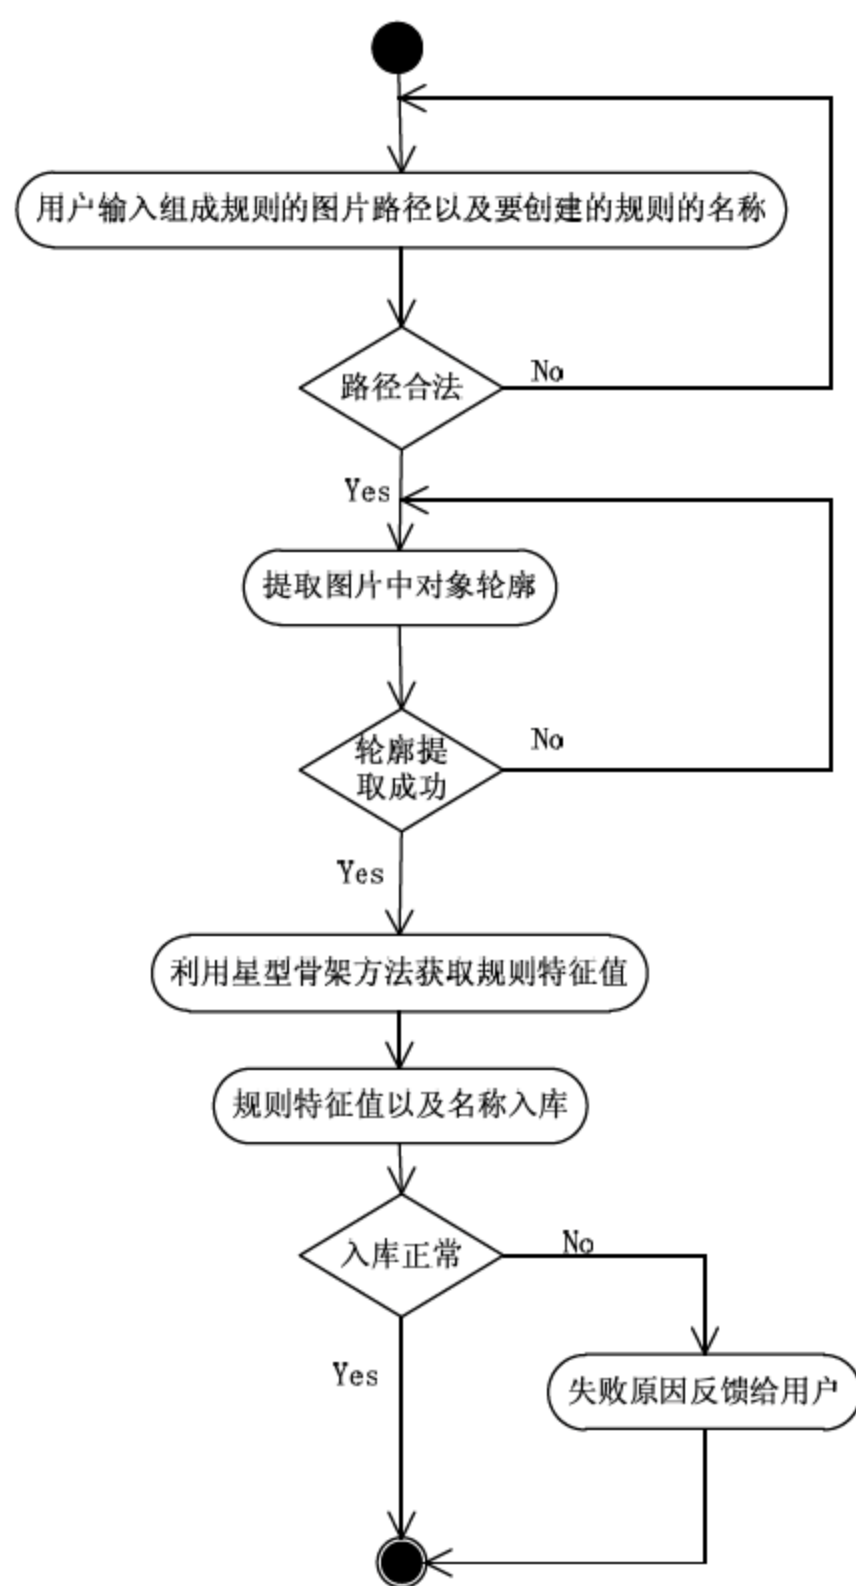 用户输入组成规则的图片路径以及要创建的规则的名称
路径合法
No
Yes
提取图片中对象轮廓
轮廓提
取成功
No
Yes
利用星型骨架方法获取规则特征值
规则特征值以及名称入库
入库正常
No
Yes
失败原因反馈给用户